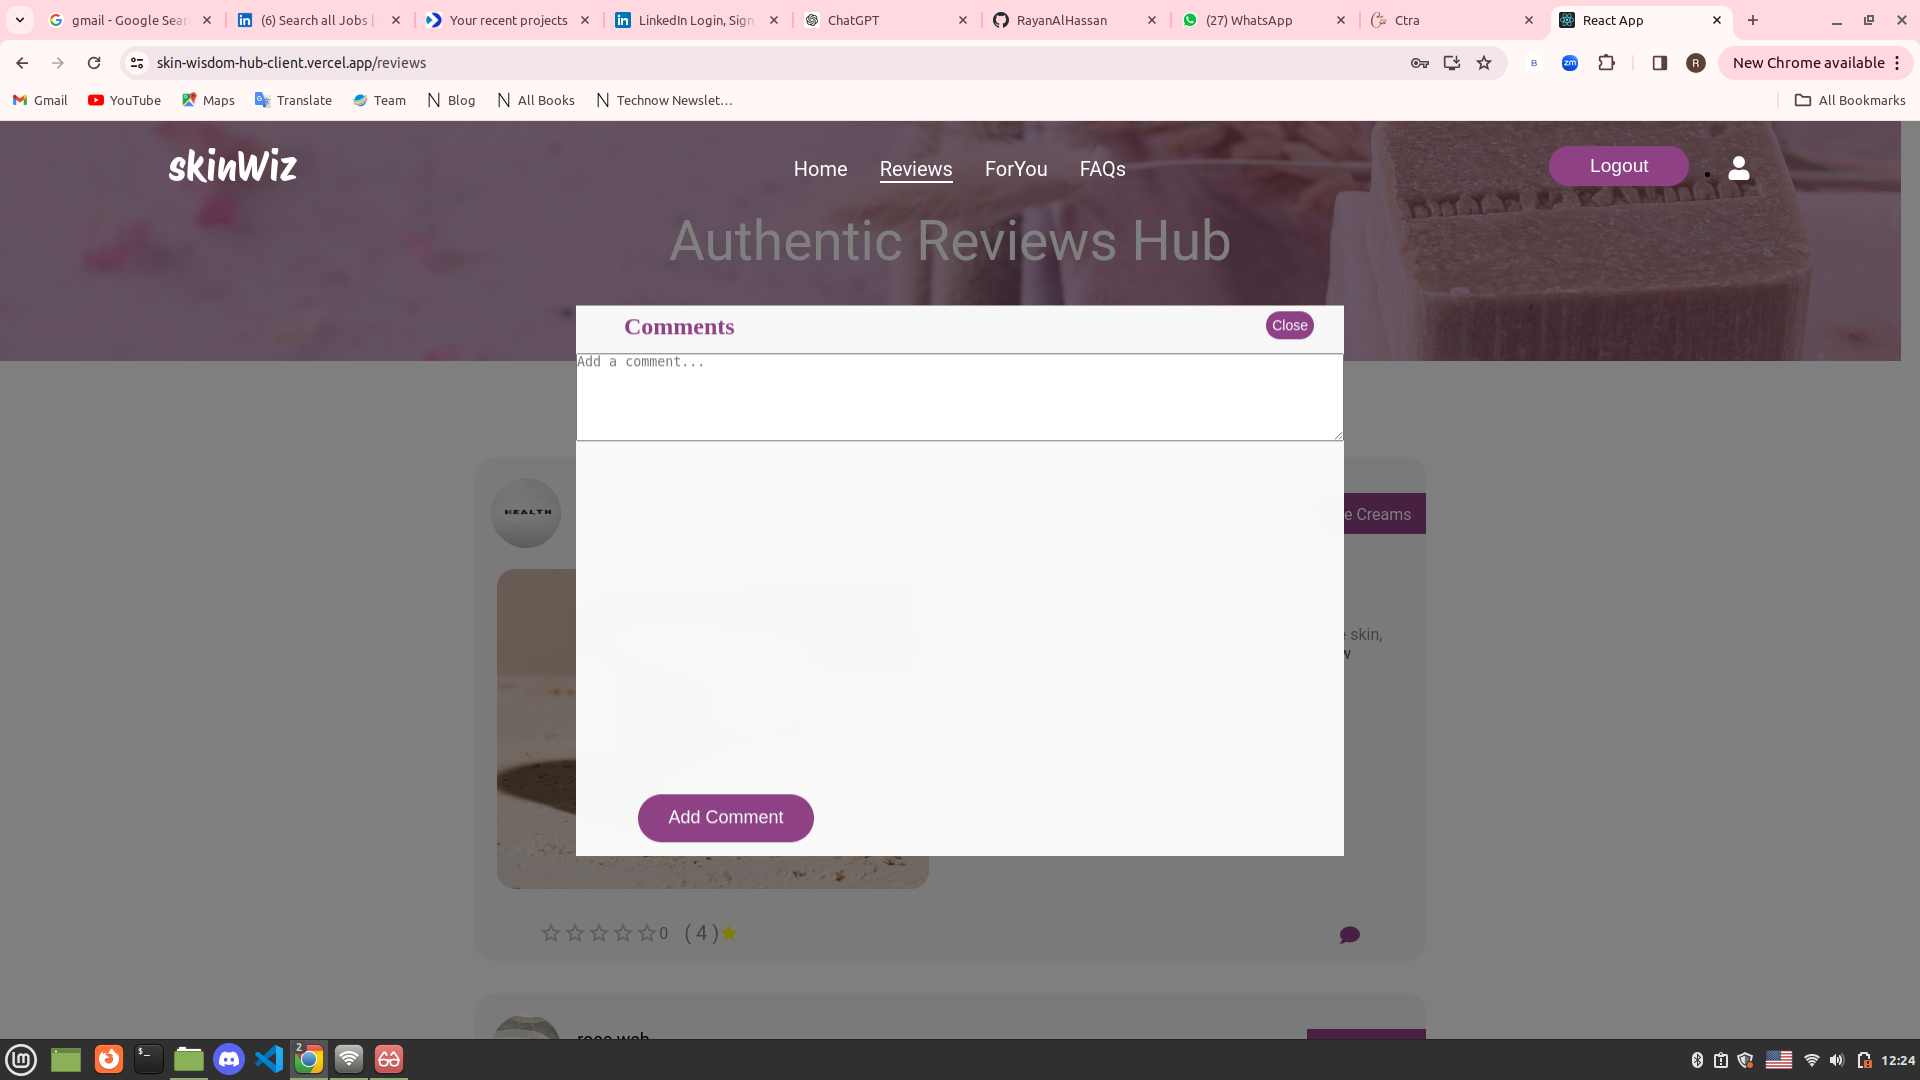 gmail - Google Sear
(6) Search all Jobs |
Your recent projects
LinkedIn Login, Sign
ChatGPT
RayanAlHassan
(27) WhatsApp
Ctra
React App
skin-wisdom-hub-client.vercel.app/reviews
B
zm
R
New Chrome available
Gmail
YouTube
Maps
Translate
Team
Blog
All Books
Technow Newslet...
All Bookmarks
skinWiz
Home
Reviews
ForYou
FAQs
Logout
Authentic Reviews Hub
Comments
Close
Add a comment...
HEALTH
e Creams
e skin,
w
Add Comment
0
( 4 )
2
12:24